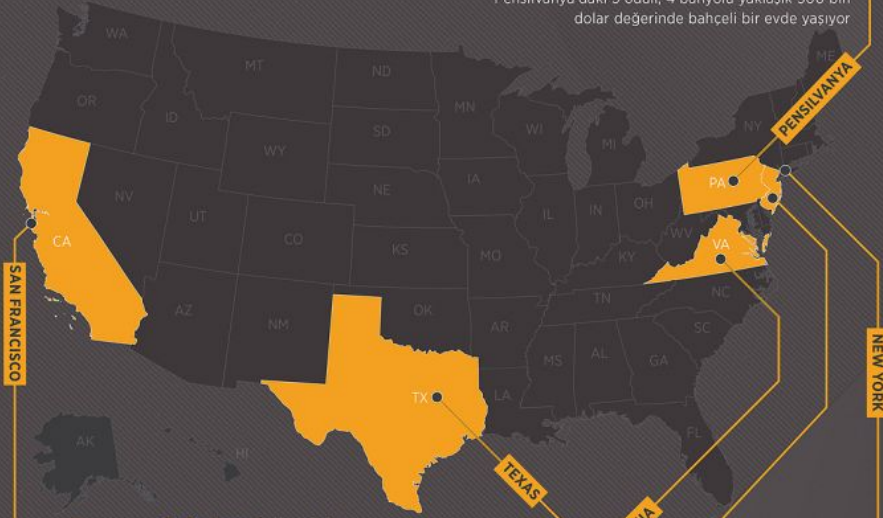 dolar değerinde bahçeli bir evde yaşıyor
WA
MT
ND
MN
ME
OR
ID
SD
WI
MI
NY
PENSILVANYA
WY
IA
NE
PA
NV
UT
IL
IN
OH
CA
CO
KS
MO
WV
VA
KY
SAN FRANCISCO
AZ
NM
OK
TN
NC
AR
SC
NEW YORK
MS
AL
GA
TX
LA
AK
HI
FL
TEXAS